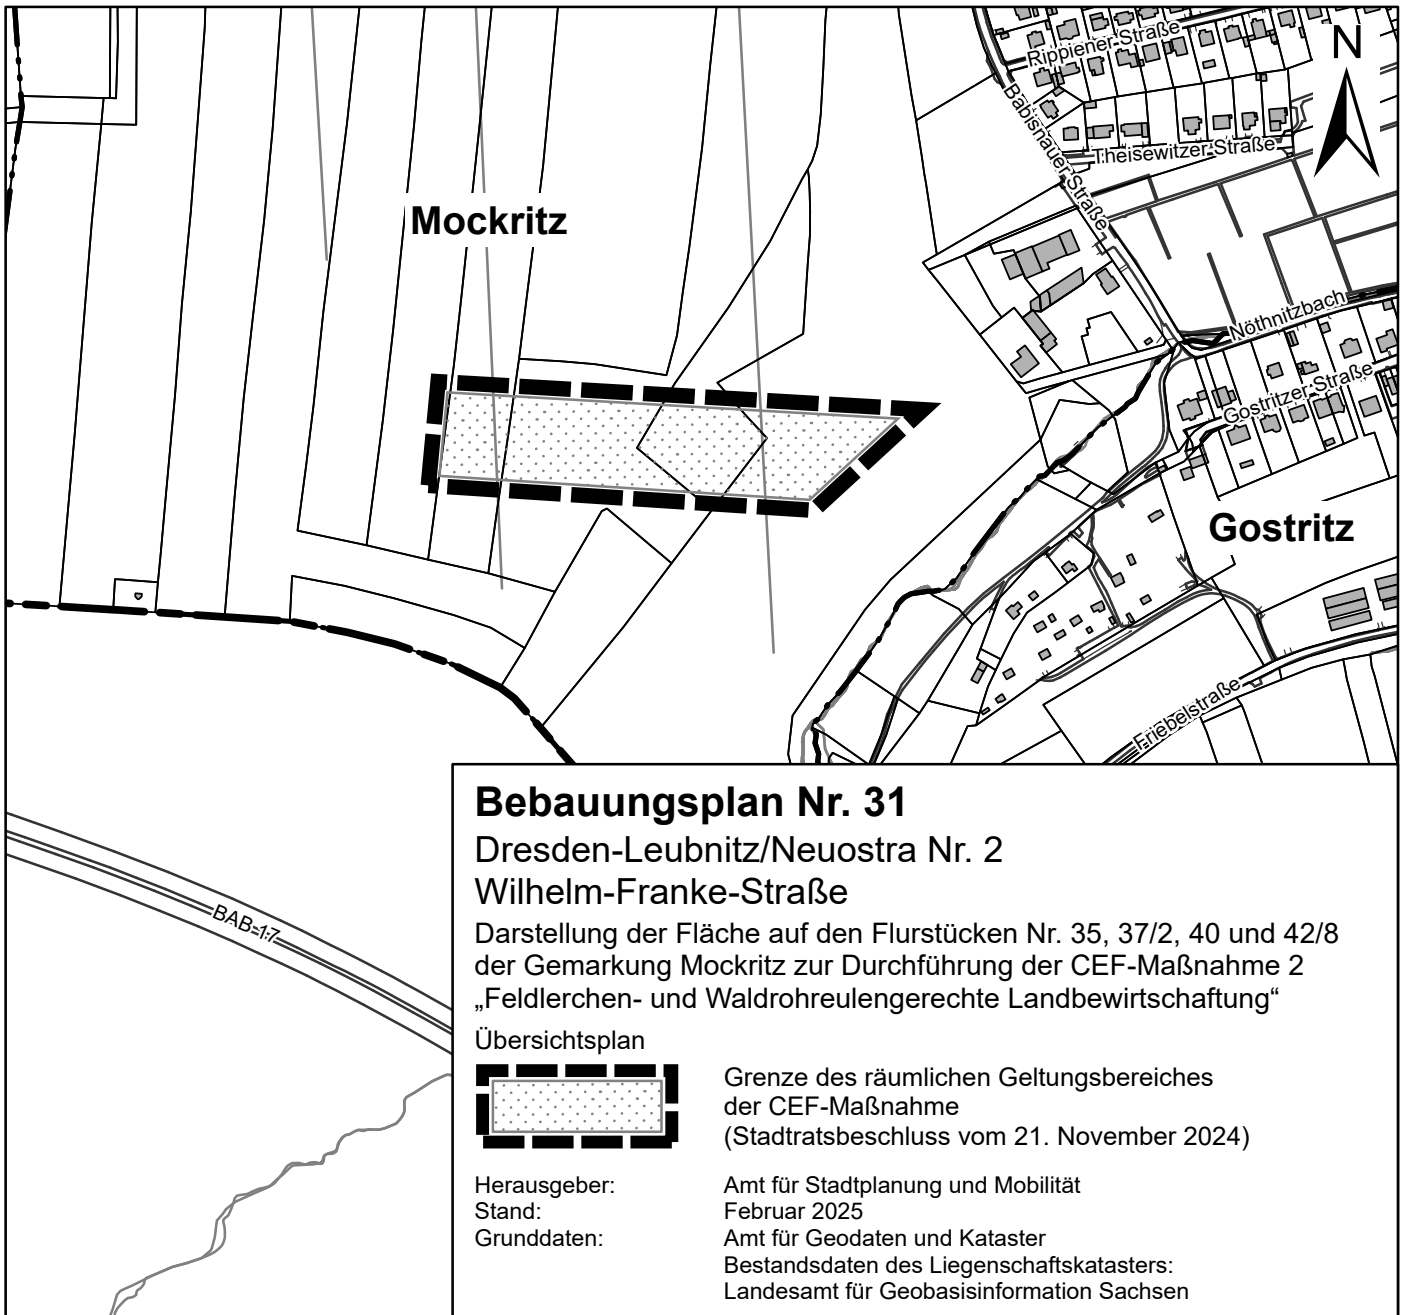 Rippiener Straße
N
Babisnauer Straße
Theisewitzer Straße
Mockritz
Nöthnitzbach
Gostritzer Straße
Gostritz
Friebelstraße
BAB 17
Bebauungsplan Nr. 31
Dresden-Leubnitz/Neuostra Nr. 2
Wilhelm-Franke-Straße
Darstellung der Fläche auf den Flurstücken Nr. 35, 37/2, 40 und 42/8
der Gemarkung Mockritz zur Durchführung der CEF-Maßnahme 2
„Feldlerchen- und Waldrohreulengerechte Landbewirtschaftung“
Übersichtsplan
Grenze des räumlichen Geltungsbereiches
der CEF-Maßnahme
(Stadtratsbeschluss vom 21. November 2024)
Herausgeber: Amt für Stadtplanung und Mobilität
Stand: Februar 2025
Grunddaten: Amt für Geodaten und Kataster
Bestandsdaten des Liegenschaftskatasters:
Landesamt für Geobasisinformation Sachsen